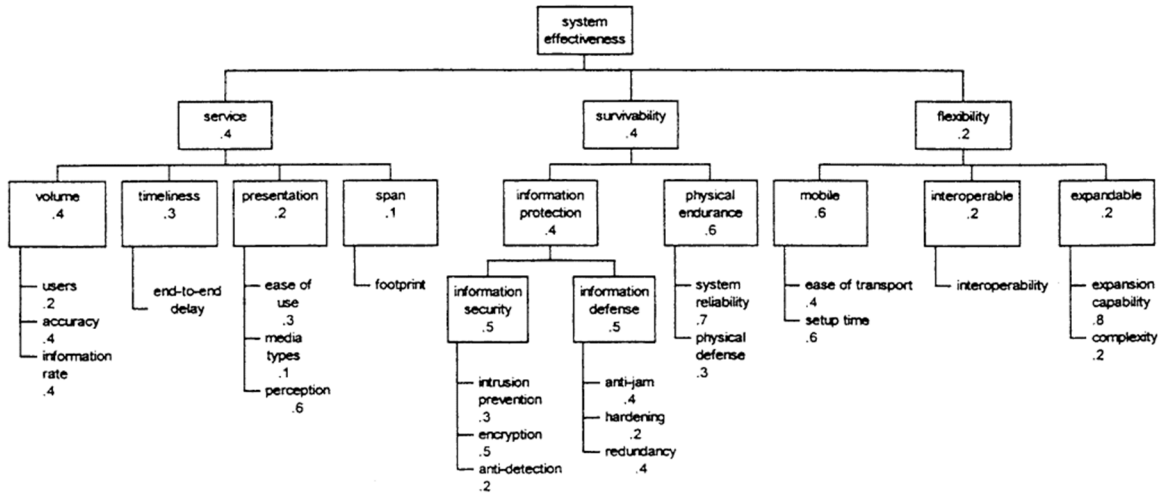 system
effectiveness
service
.4
survivability
.4
flexibility
.2
volume
.4
timeliness
.3
presentation
.2
span
.1
information
protection
.4
physical
endurance
.6
mobile
.6
interoperable
.2
expandable
.2
users
.2
accuracy
.4
information
rate
.4
end-to-end
delay
ease of
use
.3
media
types
.1
perception
.6
footprint
information
security
.5
information
defense
.5
system
reliability
.7
physical
defense
.3
ease of transport
.4
setup time
.6
interoperability
expansion
capability
.8
complexity
.2
intrusion
prevention
.3
encryption
.5
anti-detection
.2
anti-jam
.4
hardening
.2
redundancy
.4